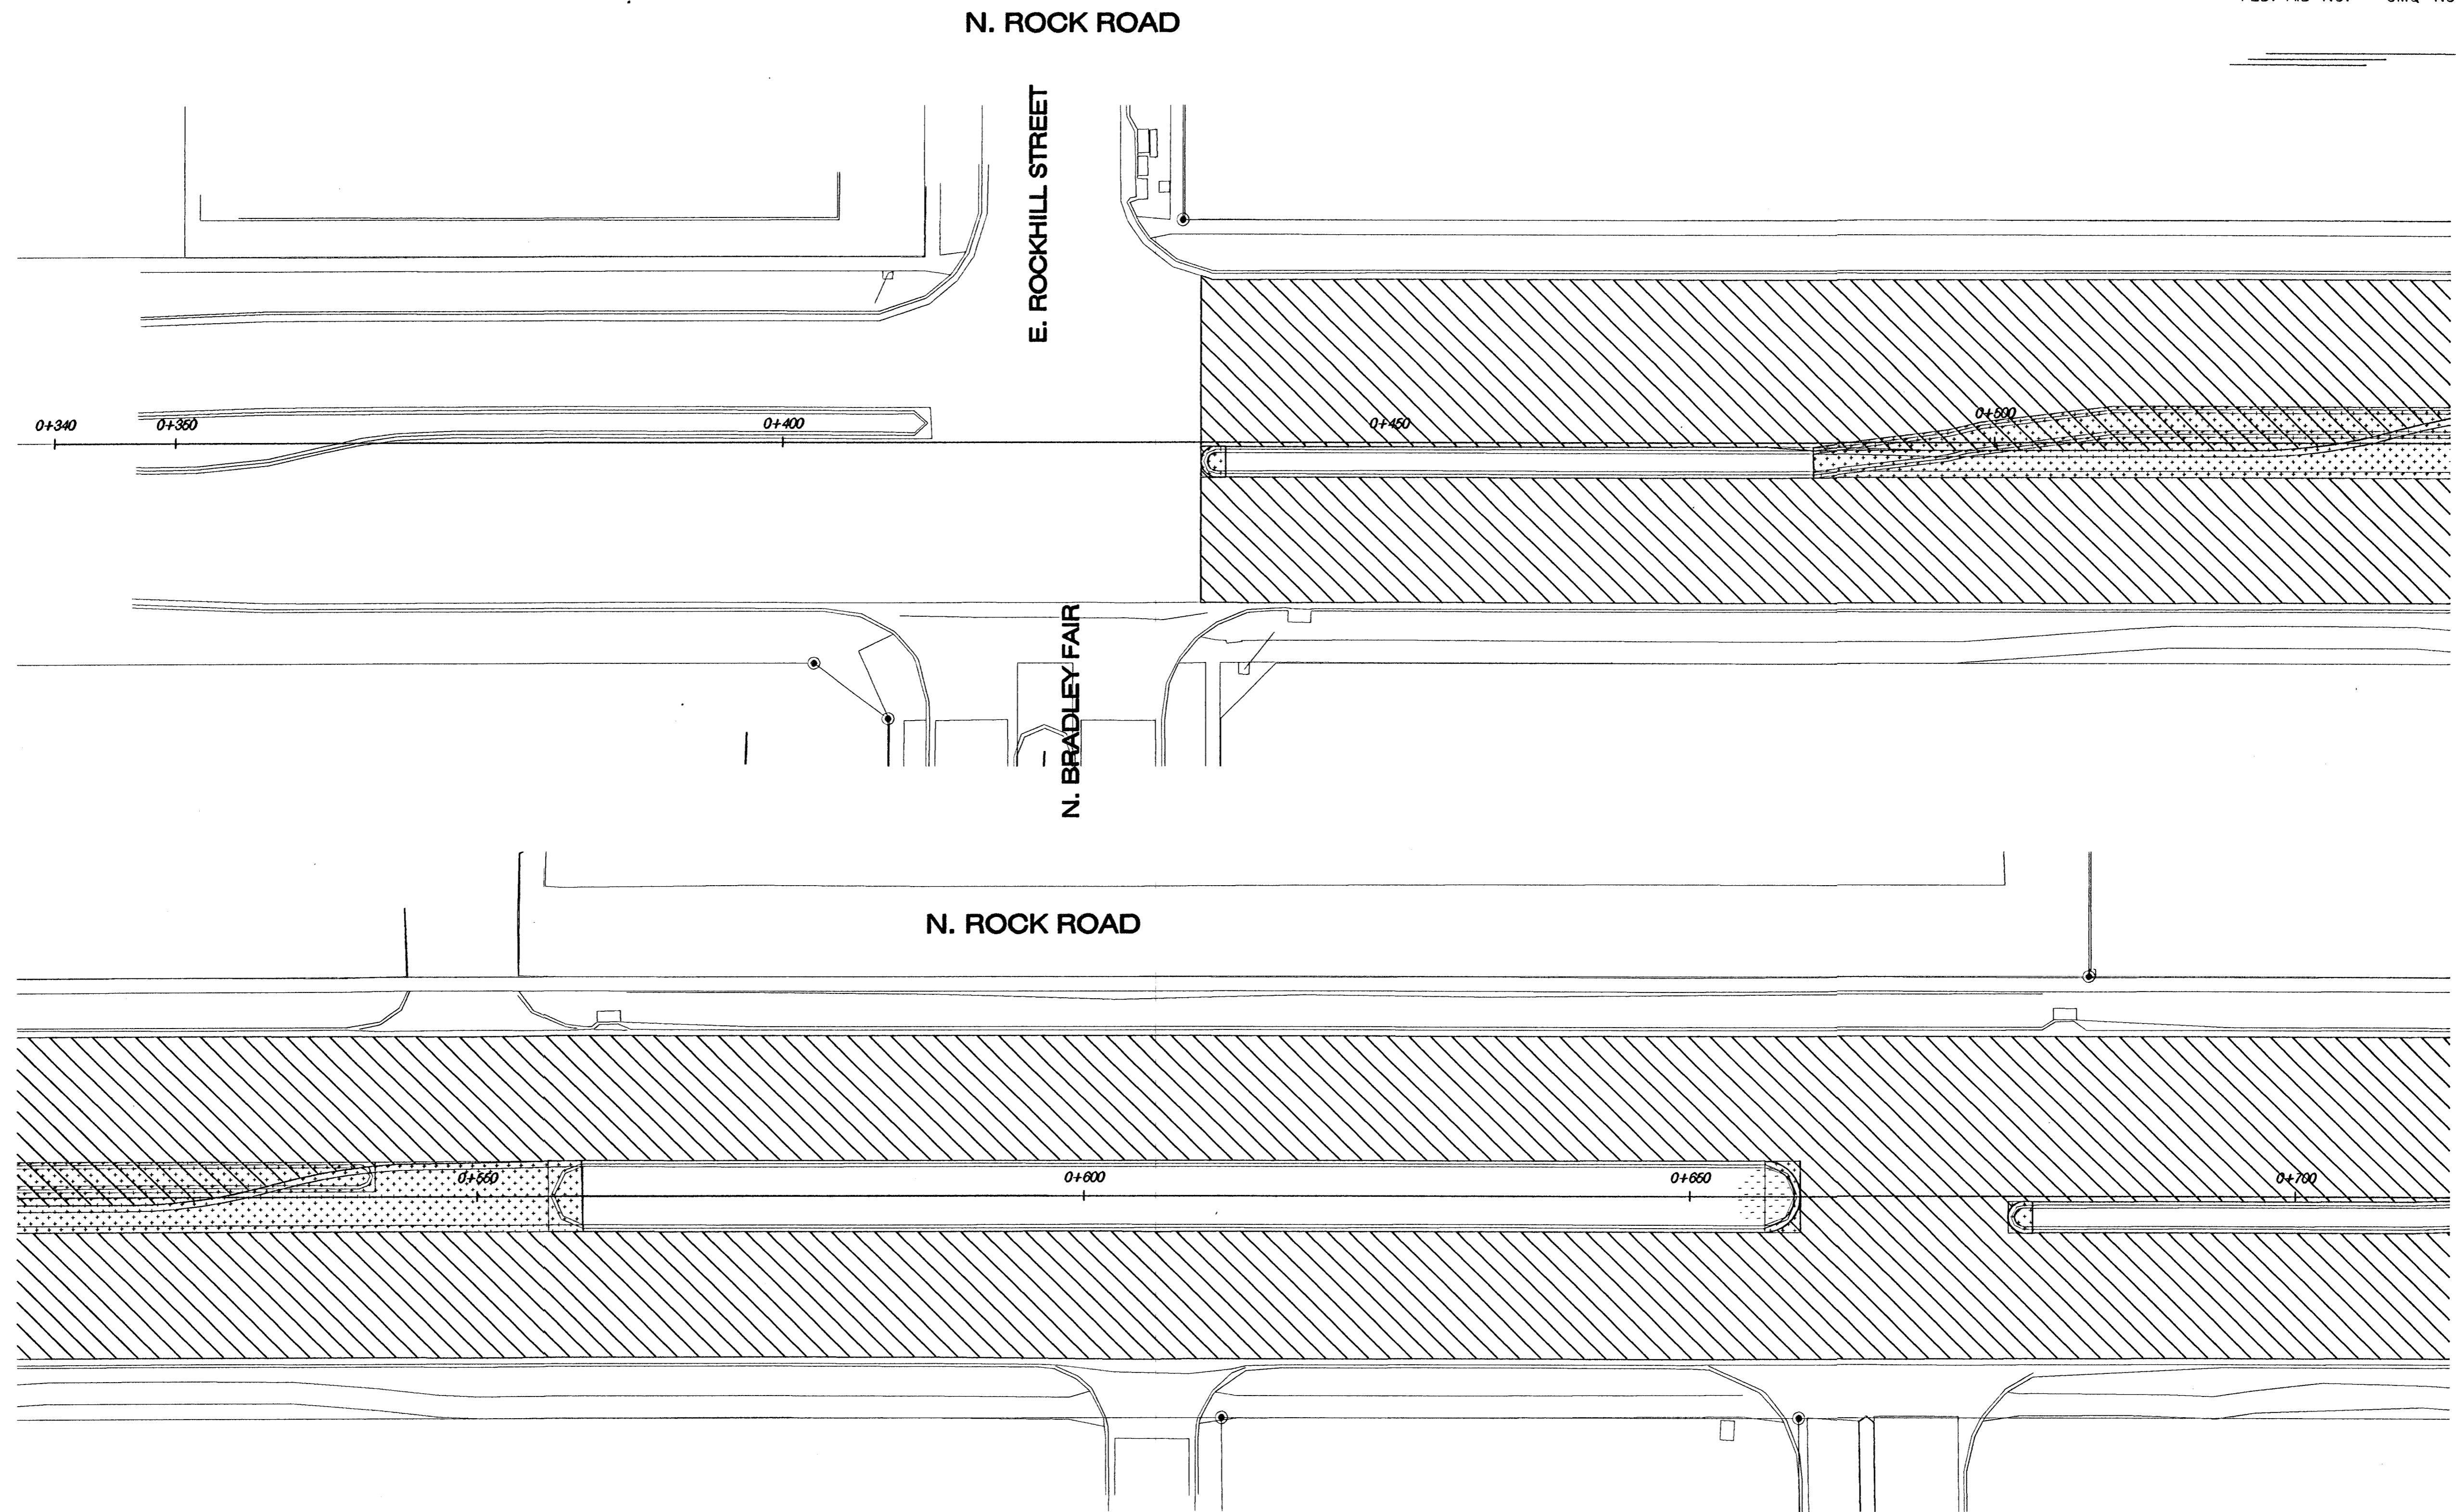 N. ROCK ROAD
E. ROCKHILL STREET
0+340
0+350
0+400
0+450
0+500
N. BRADLEY FAIR
N. ROCK ROAD
0+550
0+600
0+650
0+700